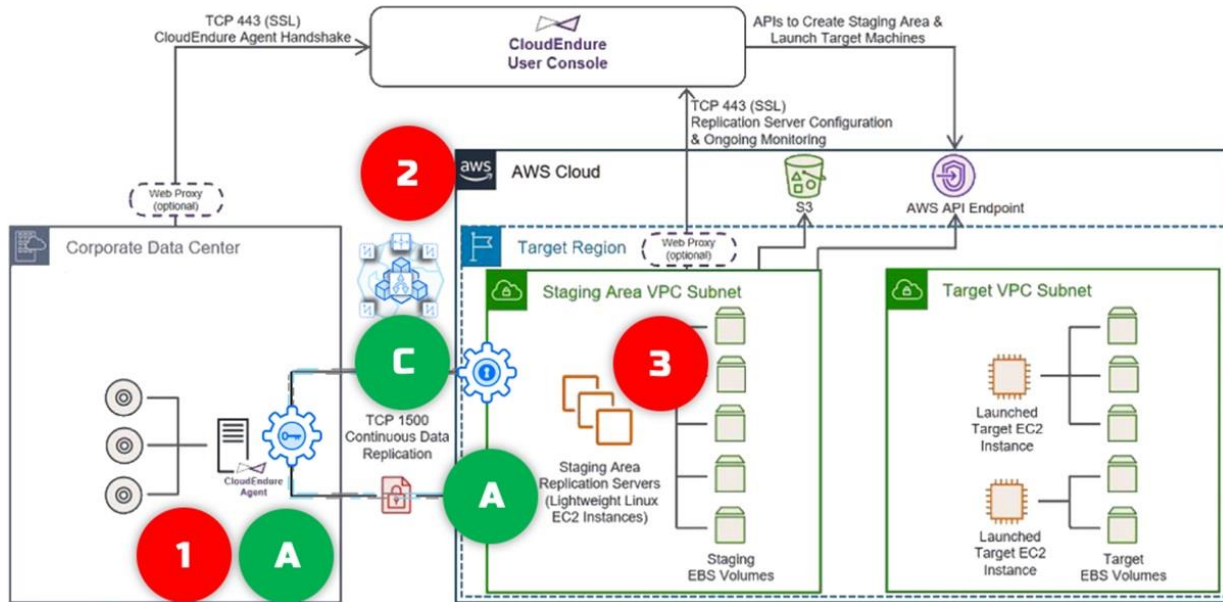 TCP 443 (SSL)
CloudEndure Agent Handshake
CloudEndure
User Console
APIs to Create Staging Area &
Launch Target Machines
TCP 443 (SSL)
Replication Server Configuration
& Ongoing Monitoring
2
aws
AWS Cloud
S3
AWS API Endpoint
Web Proxy
(optional)
Corporate Data Center
Target Region
Web Proxy
(optional)
Staging Area VPC Subnet
Target VPC Subnet
C
3
TCP 1500
Continuous Data
Replication
CloudEndure
Agent
1
A
A
Staging Area
Replication Servers
(Lightweight Linux
EC2 Instances)
Staging
EBS Volumes
Launched
Target EC2
Instance
Launched
Target EC2
Instance
Target
EBS Volumes